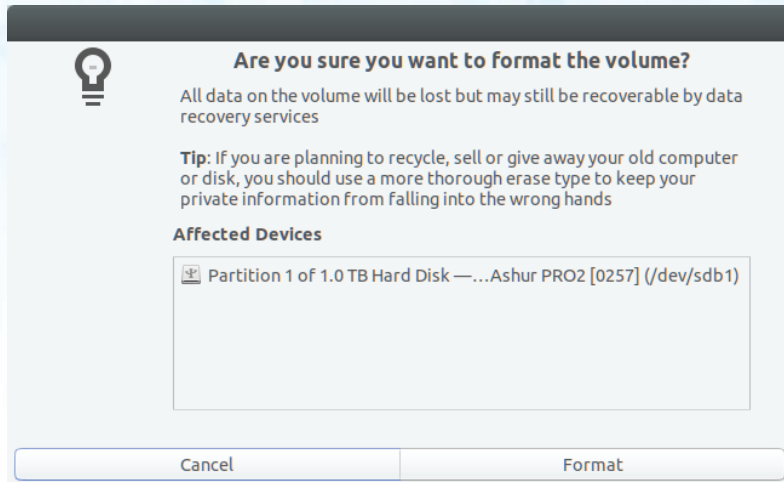 Are you sure you want to format the volume?
All data on the volume will be lost but may still be recoverable by data
recovery services
Tip: If you are planning to recycle, sell or give away your old computer
or disk, you should use a more thorough erase type to keep your
private information from falling into the wrong hands
Affected Devices
Partition 1 of 1.0 TB Hard Disk —…Ashur PRO2 [0257] (/dev/sdb1)
Cancel Format